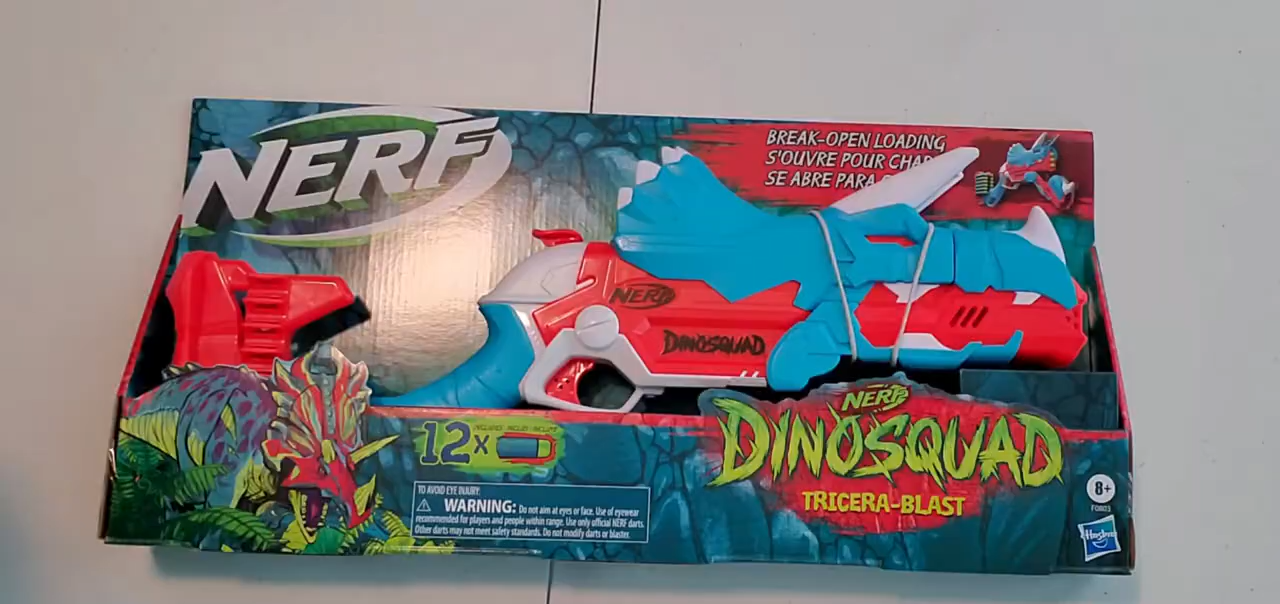 NERF
BREAK-OPEN LOADING
S'OUVRE POUR
SE ABRE PARA
NERF
DINOSQUAD
NERF
DINOSQUAD
TRICERA-BLAST
12x
INCLUDES
TO AVOID EYE INJURY:
WARNING: Do not aim at eyes or face. Use of eyewear
recommended for players and people within range. Use only official NERF darts.
Other darts may not meet safety standards. Do not modify darts or blaster.
8+
F0803
Hasbro